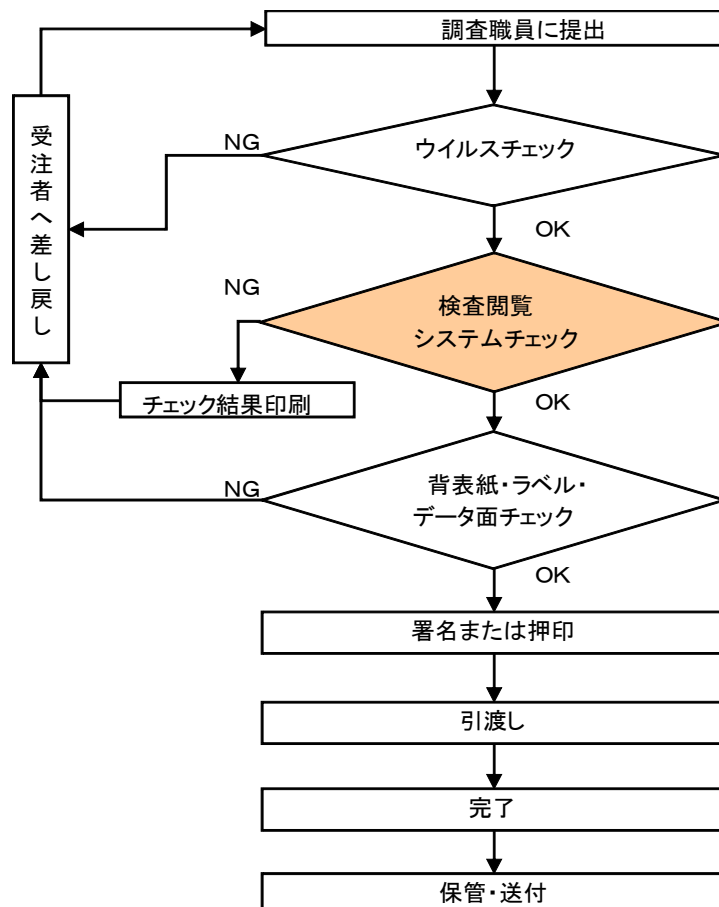 調査職員に提出
ウイルスチェック
NG
OK
受注者へ差し戻し
検査閲覧
システムチェック
NG
チェック結果印刷
OK
背表紙・ラベル・
データ面チェック
NG
OK
署名または押印
引渡し
完了
保管・送付